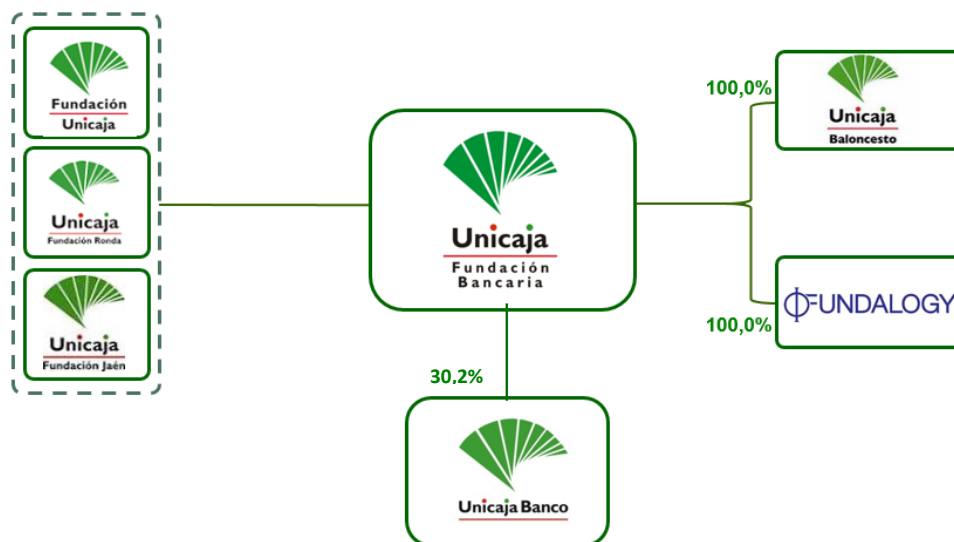 Fundación
Unicaja
Unicaja
Fundación Ronda
Unicaja
Fundación Jaén
Unicaja
Fundación
Bancaria
30,2%
Unicaja Banco
100,0%
Unicaja
Baloncesto
100,0%
FUNDALOGY